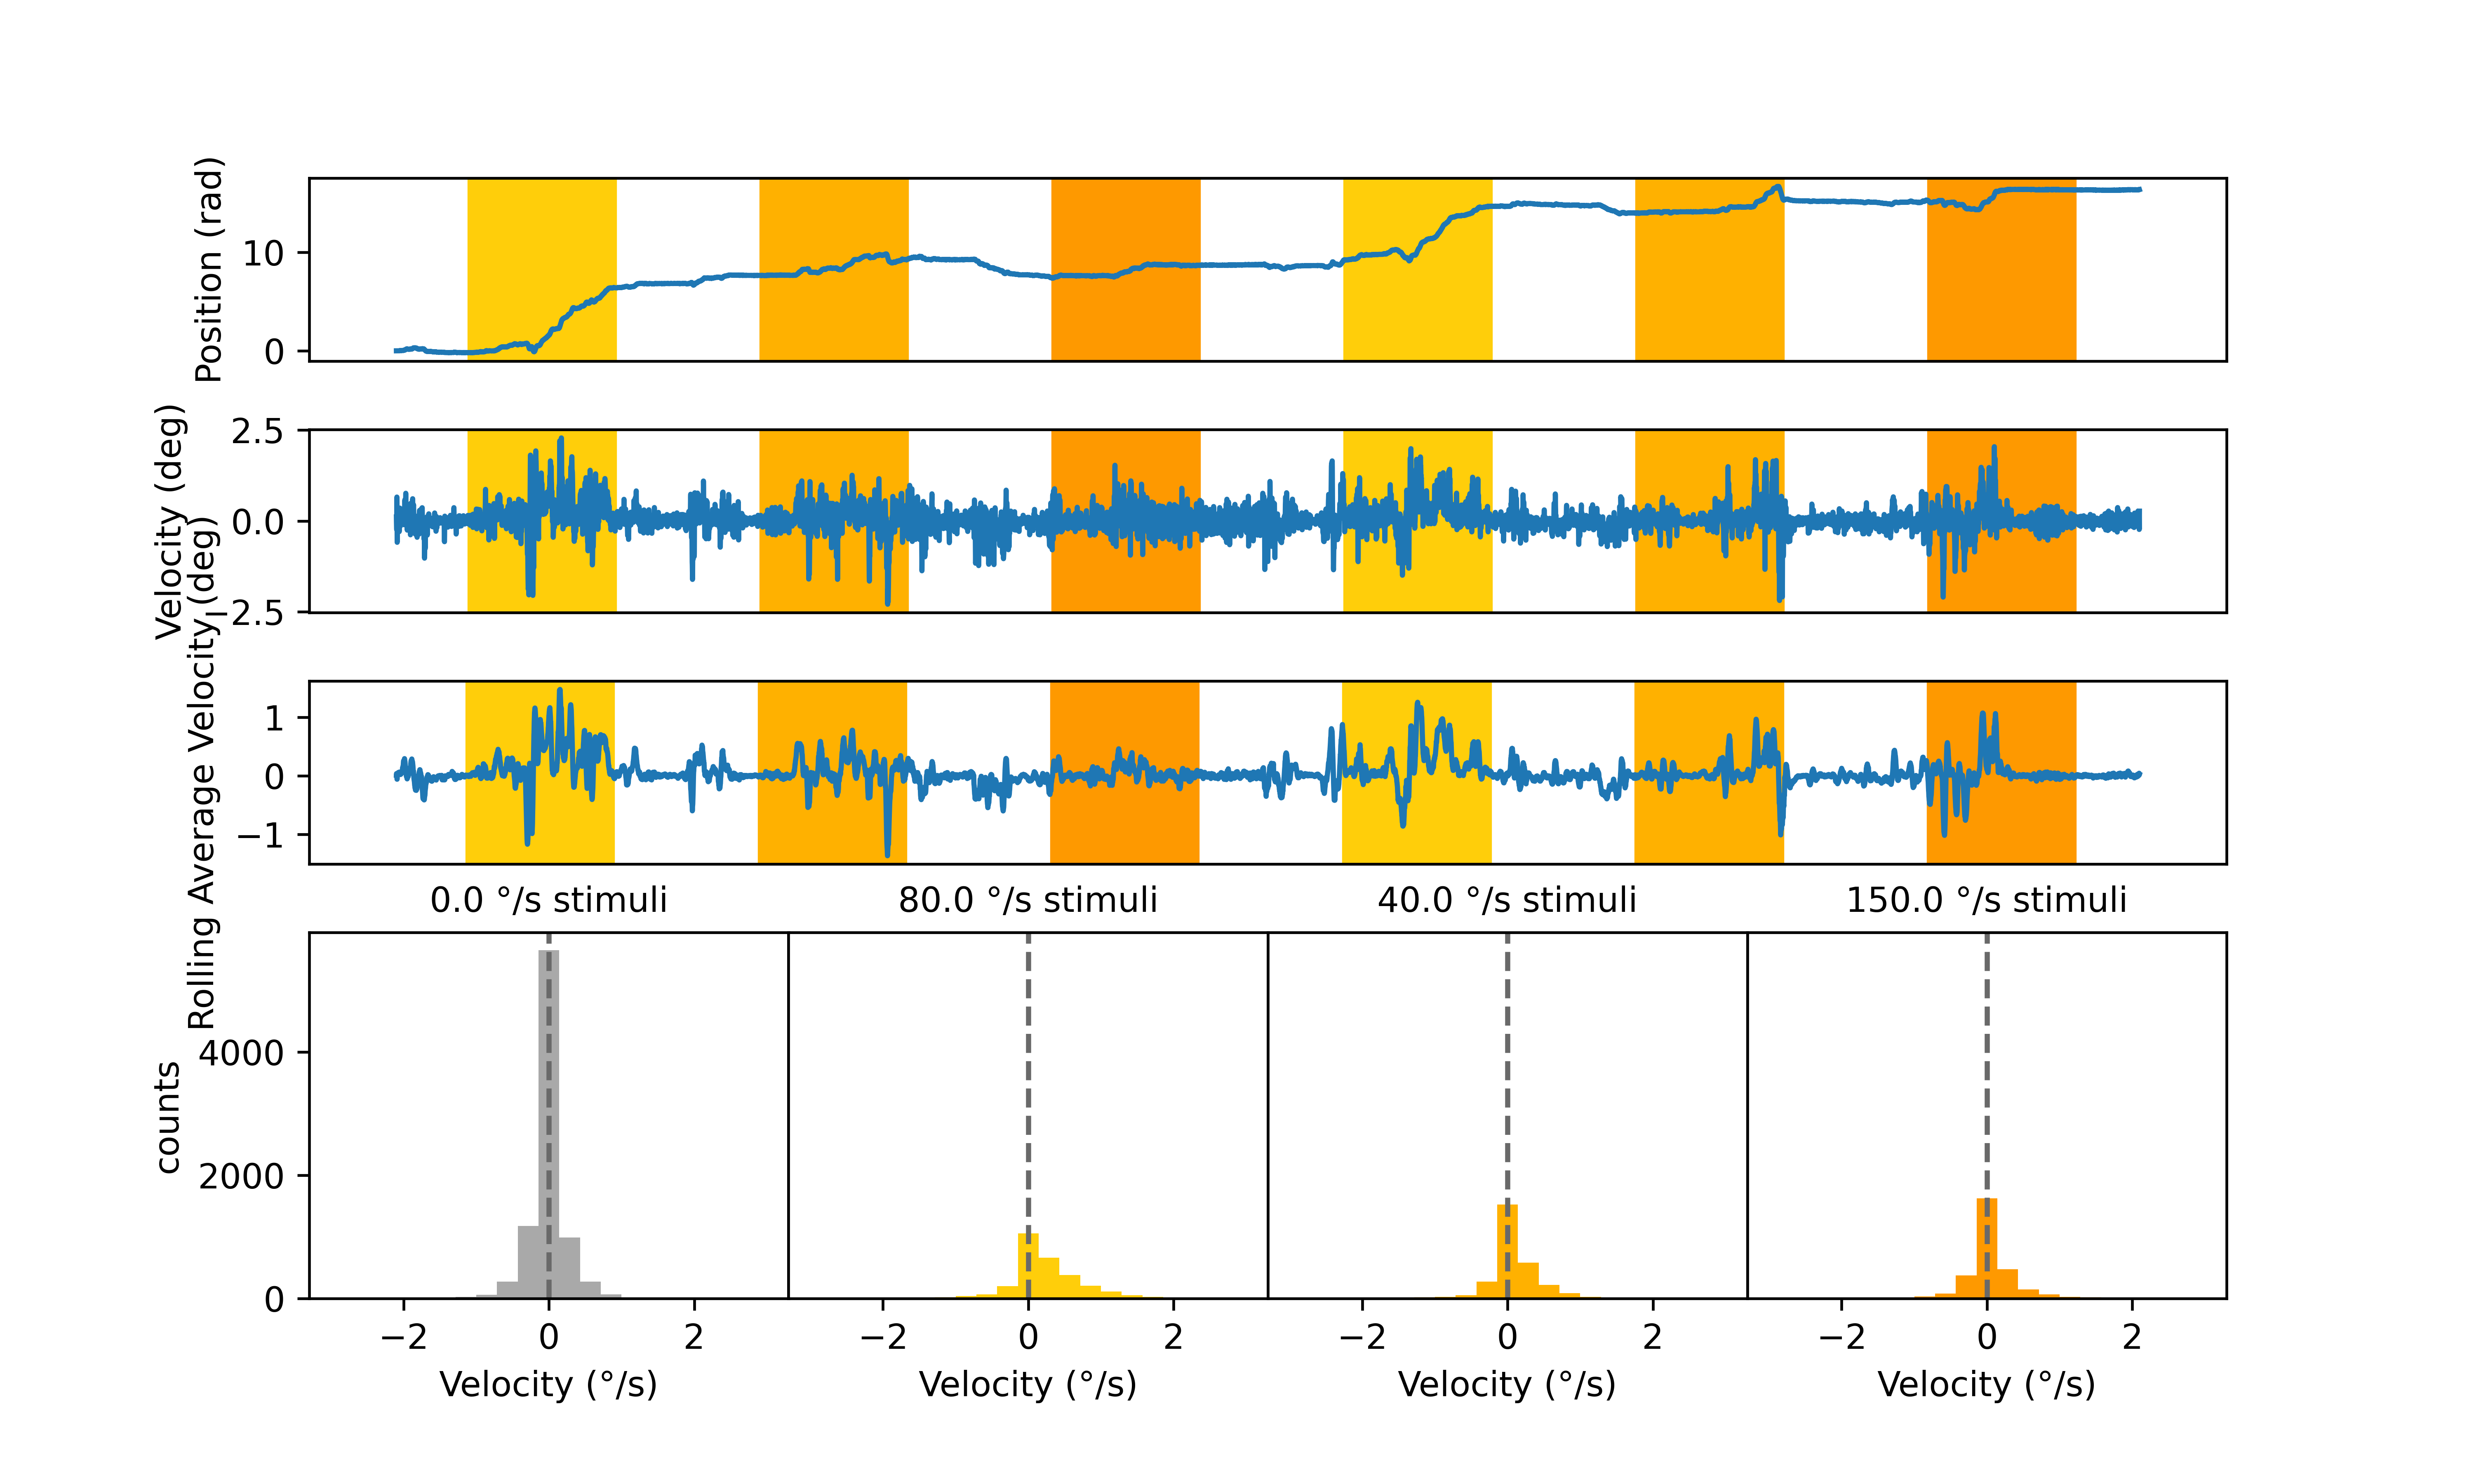 Position (rad)
10
0
Velocity (deg)
2.5
0.0
−2.5
Rolling Average Velocity (deg)
1
0
−1
0.0 °/s stimuli
80.0 °/s stimuli
40.0 °/s stimuli
150.0 °/s stimuli
counts
4000
2000
0
−2 0 2
−2 0 2
−2 0 2
−2 0 2
Velocity (°/s)
Velocity (°/s)
Velocity (°/s)
Velocity (°/s)